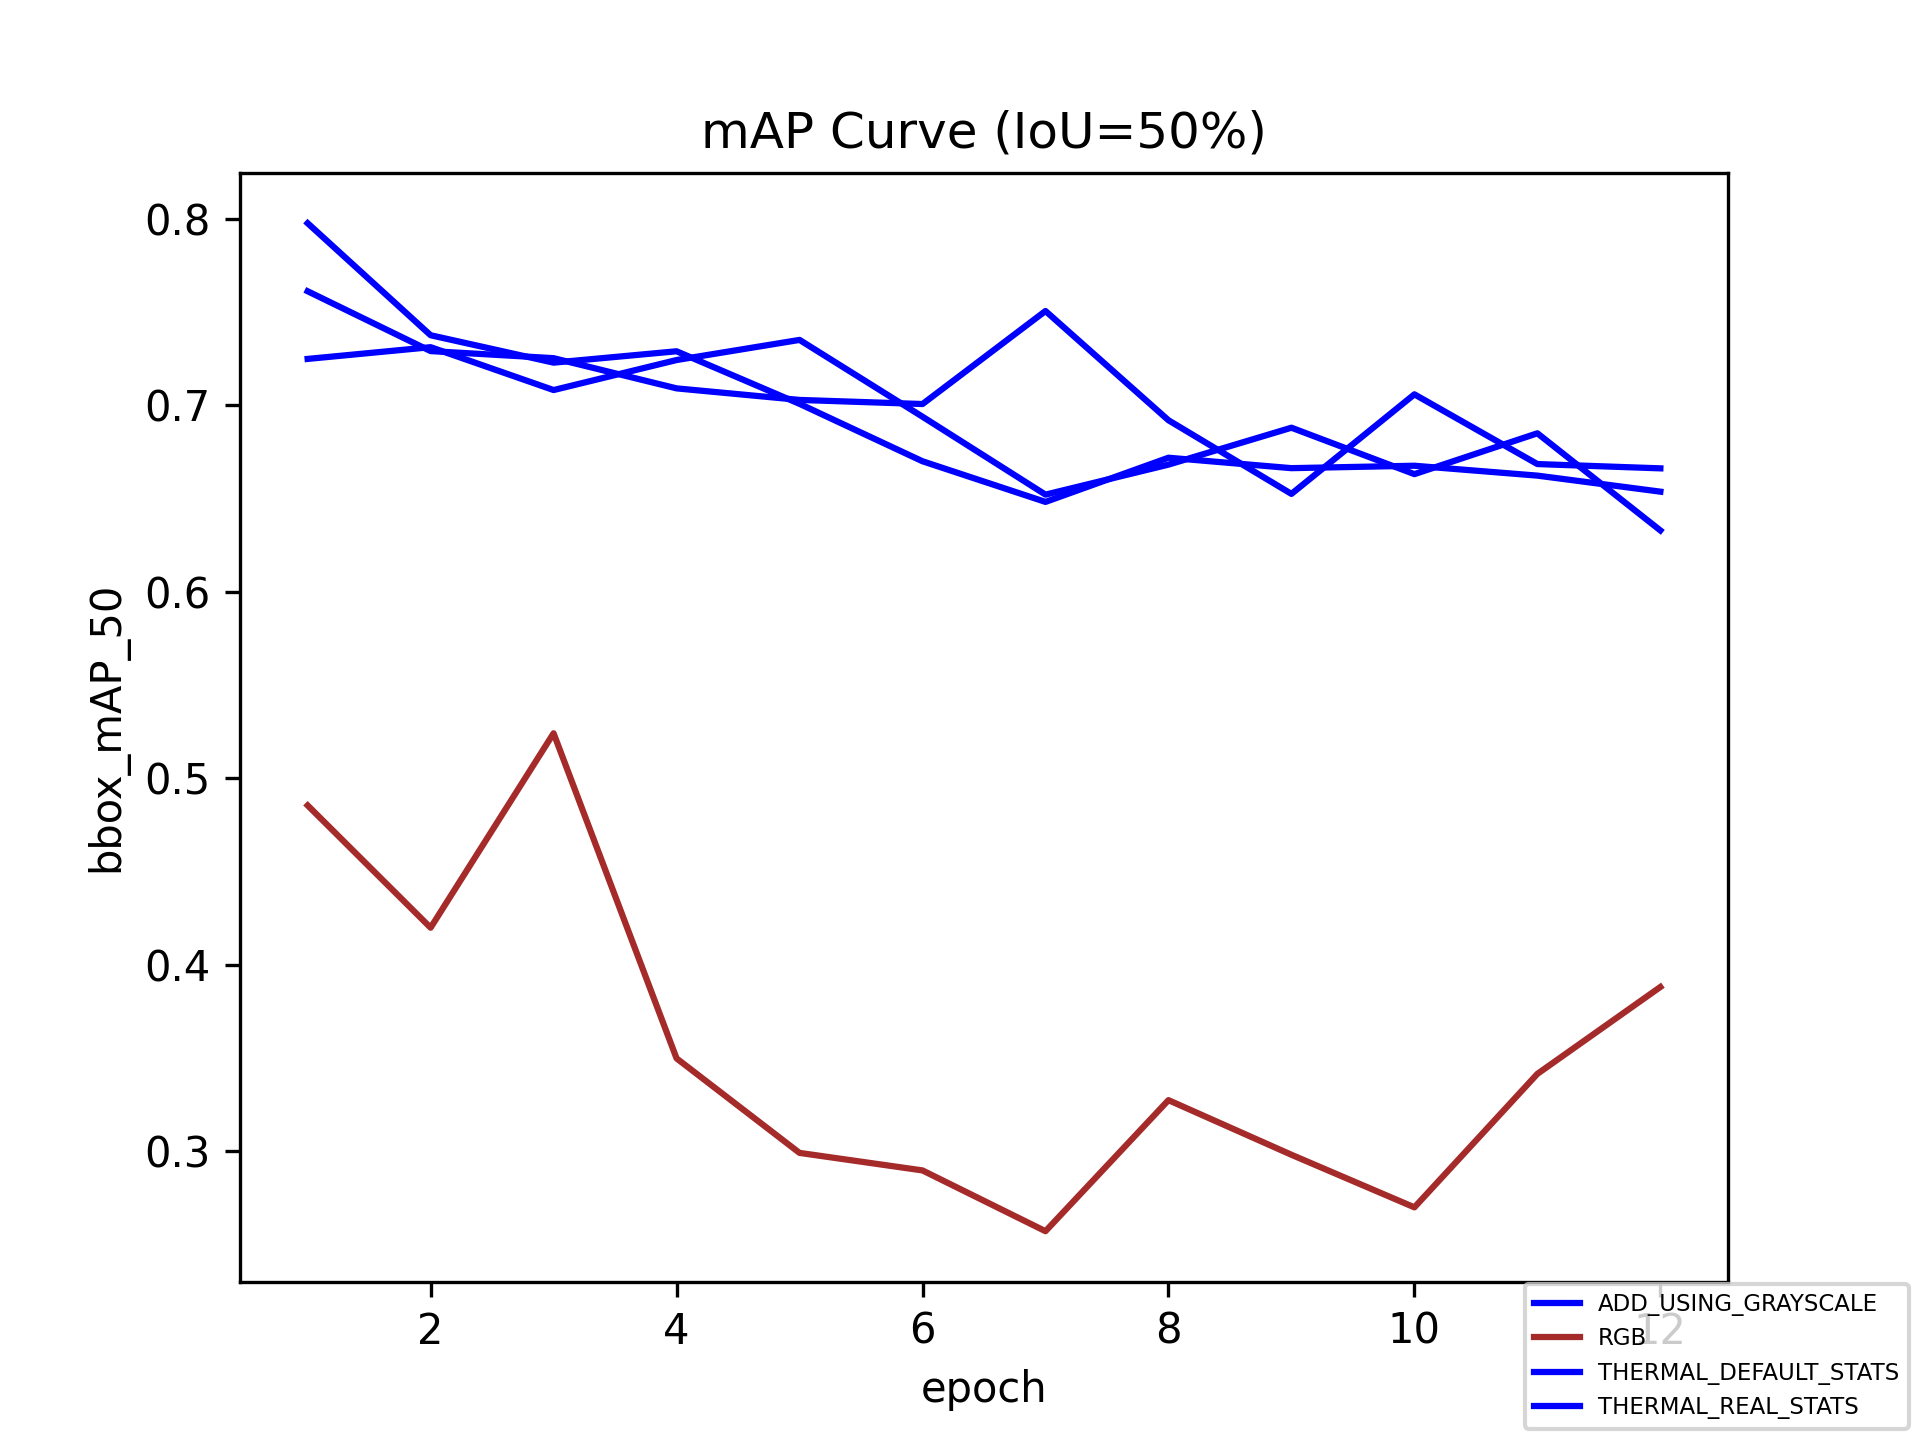 mAP Curve (IoU=50%)
bbox_mAP_50
0.8
0.7
0.6
0.5
0.4
0.3
2 4 6 8 10 12
epoch
ADD_USING_GRAYSCALE
RGB
THERMAL_DEFAULT_STATS
THERMAL_REAL_STATS